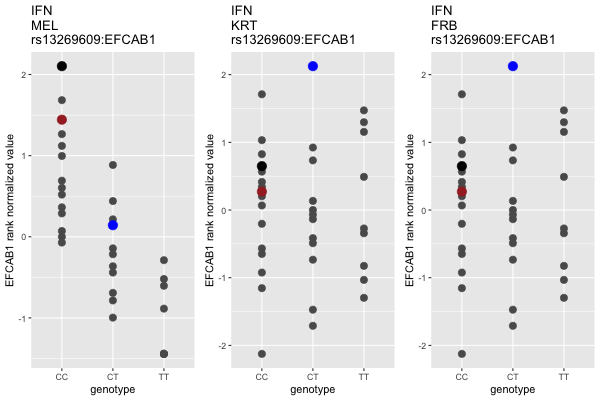 IFN
MEL
rs13269609:EFCAB1
EFCAB1 rank normalized value
2
1
0
-1
CC
CT
TT
genotype
IFN
KRT
rs13269609:EFCAB1
EFCAB1 rank normalized value
2
1
0
-1
-2
CC
CT
TT
genotype
IFN
FRB
rs13269609:EFCAB1
EFCAB1 rank normalized value
2
1
0
-1
-2
CC
CT
TT
genotype